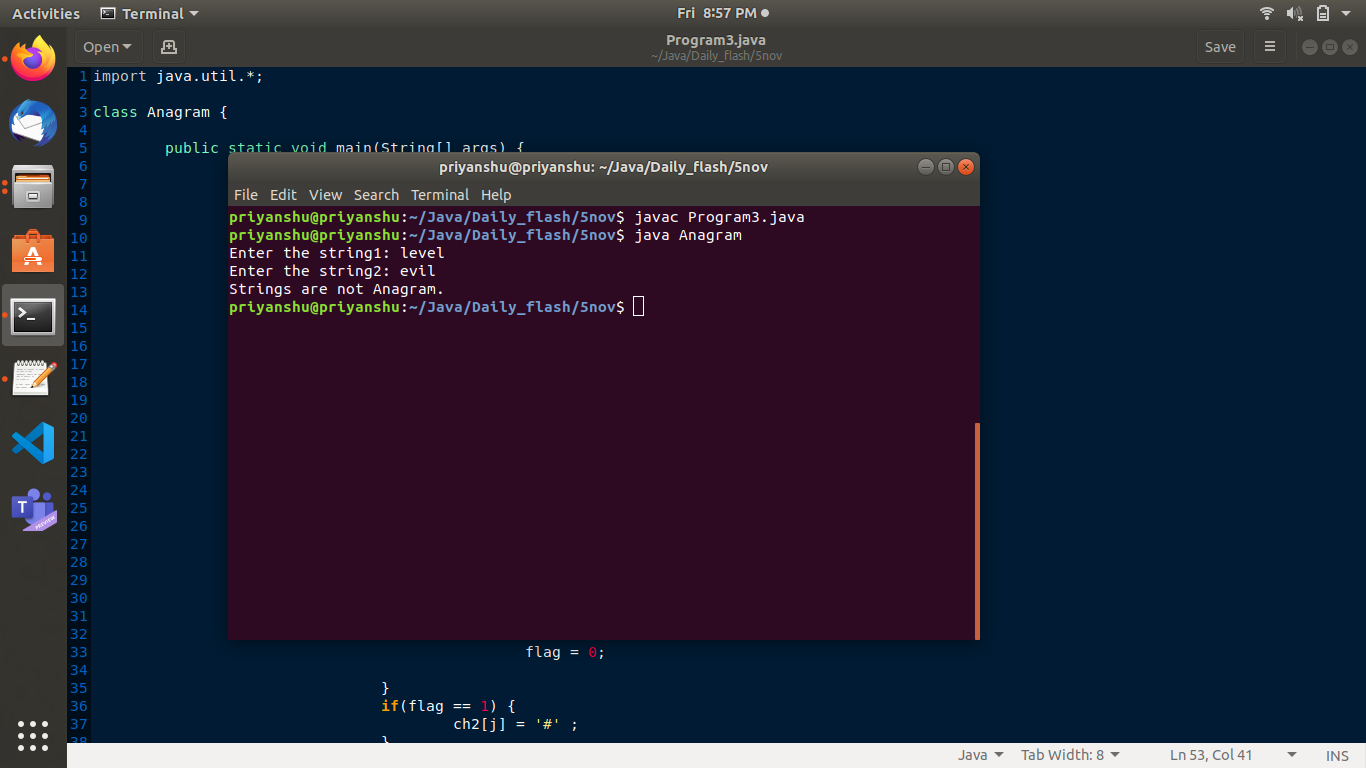 Activities Terminal Fri 8:57 PM
Open Program3.java Save
~/Java/Daily_flash/5nov
1 import java.util.*;
2
3 class Anagram {
4
5 public static void main(String[] args) {
priyanshu@priyanshu: ~/Java/Daily_flash/5nov
6
7
File Edit View Search Terminal Help
8
9 priyanshu@priyanshu:~/Java/Daily_flash/5nov$ javac Program3.java
10 priyanshu@priyanshu:~/Java/Daily_flash/5nov$ java Anagram
11 Enter the string1: level
12 Enter the string2: evil
13 Strings are not Anagram.
14 priyanshu@priyanshu:~/Java/Daily_flash/5nov$
15
16
17
18
19
20
21
22
23
24
25
26
27
28
29
30
31
32
33 flag = 0;
34
35 }
36 if(flag == 1) {
37 ch2[j] = '#' ;
38 }
Java Tab Width: 8 Ln 53, Col 41 INS
T
PREVIEW